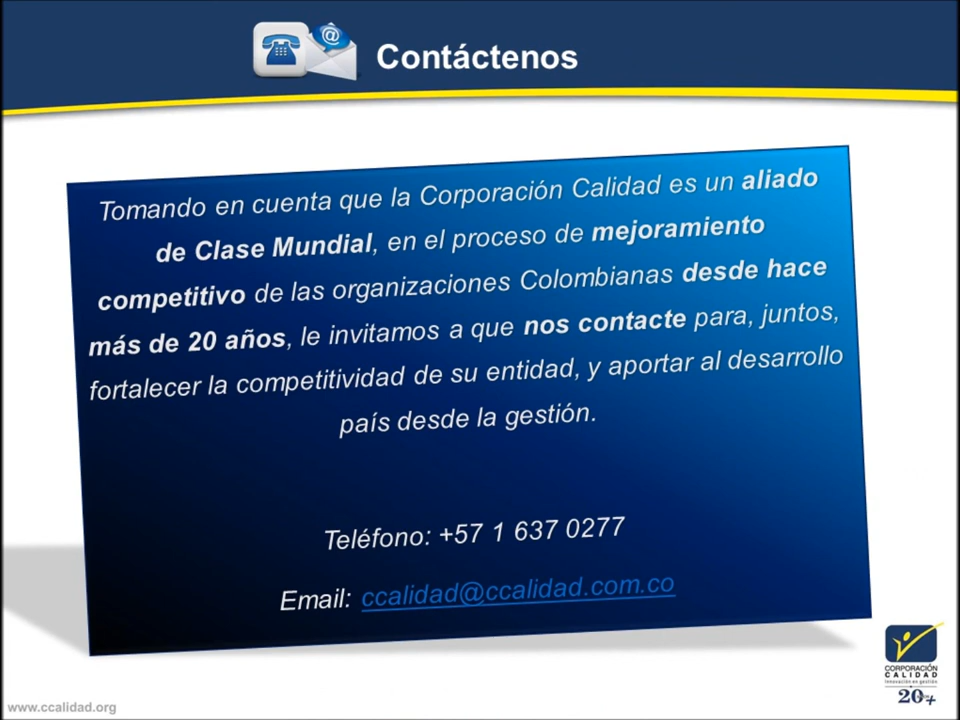 Contáctenos
Tomando en cuenta que la Corporación Calidad es un aliado
de Clase Mundial, en el proceso de mejoramiento
competitivo de las organizaciones Colombianas desde hace
más de 20 años, le invitamos a que nos contacte para, juntos,
fortalecer la competitividad de su entidad, y aportar al desarrollo
país desde la gestión.
Teléfono: +57 1 637 0277
Email: ccalidad@ccalidad.com.co
CORPORACIÓN
CALIDAD
Innovación en gestión
20+
www.ccalidad.org